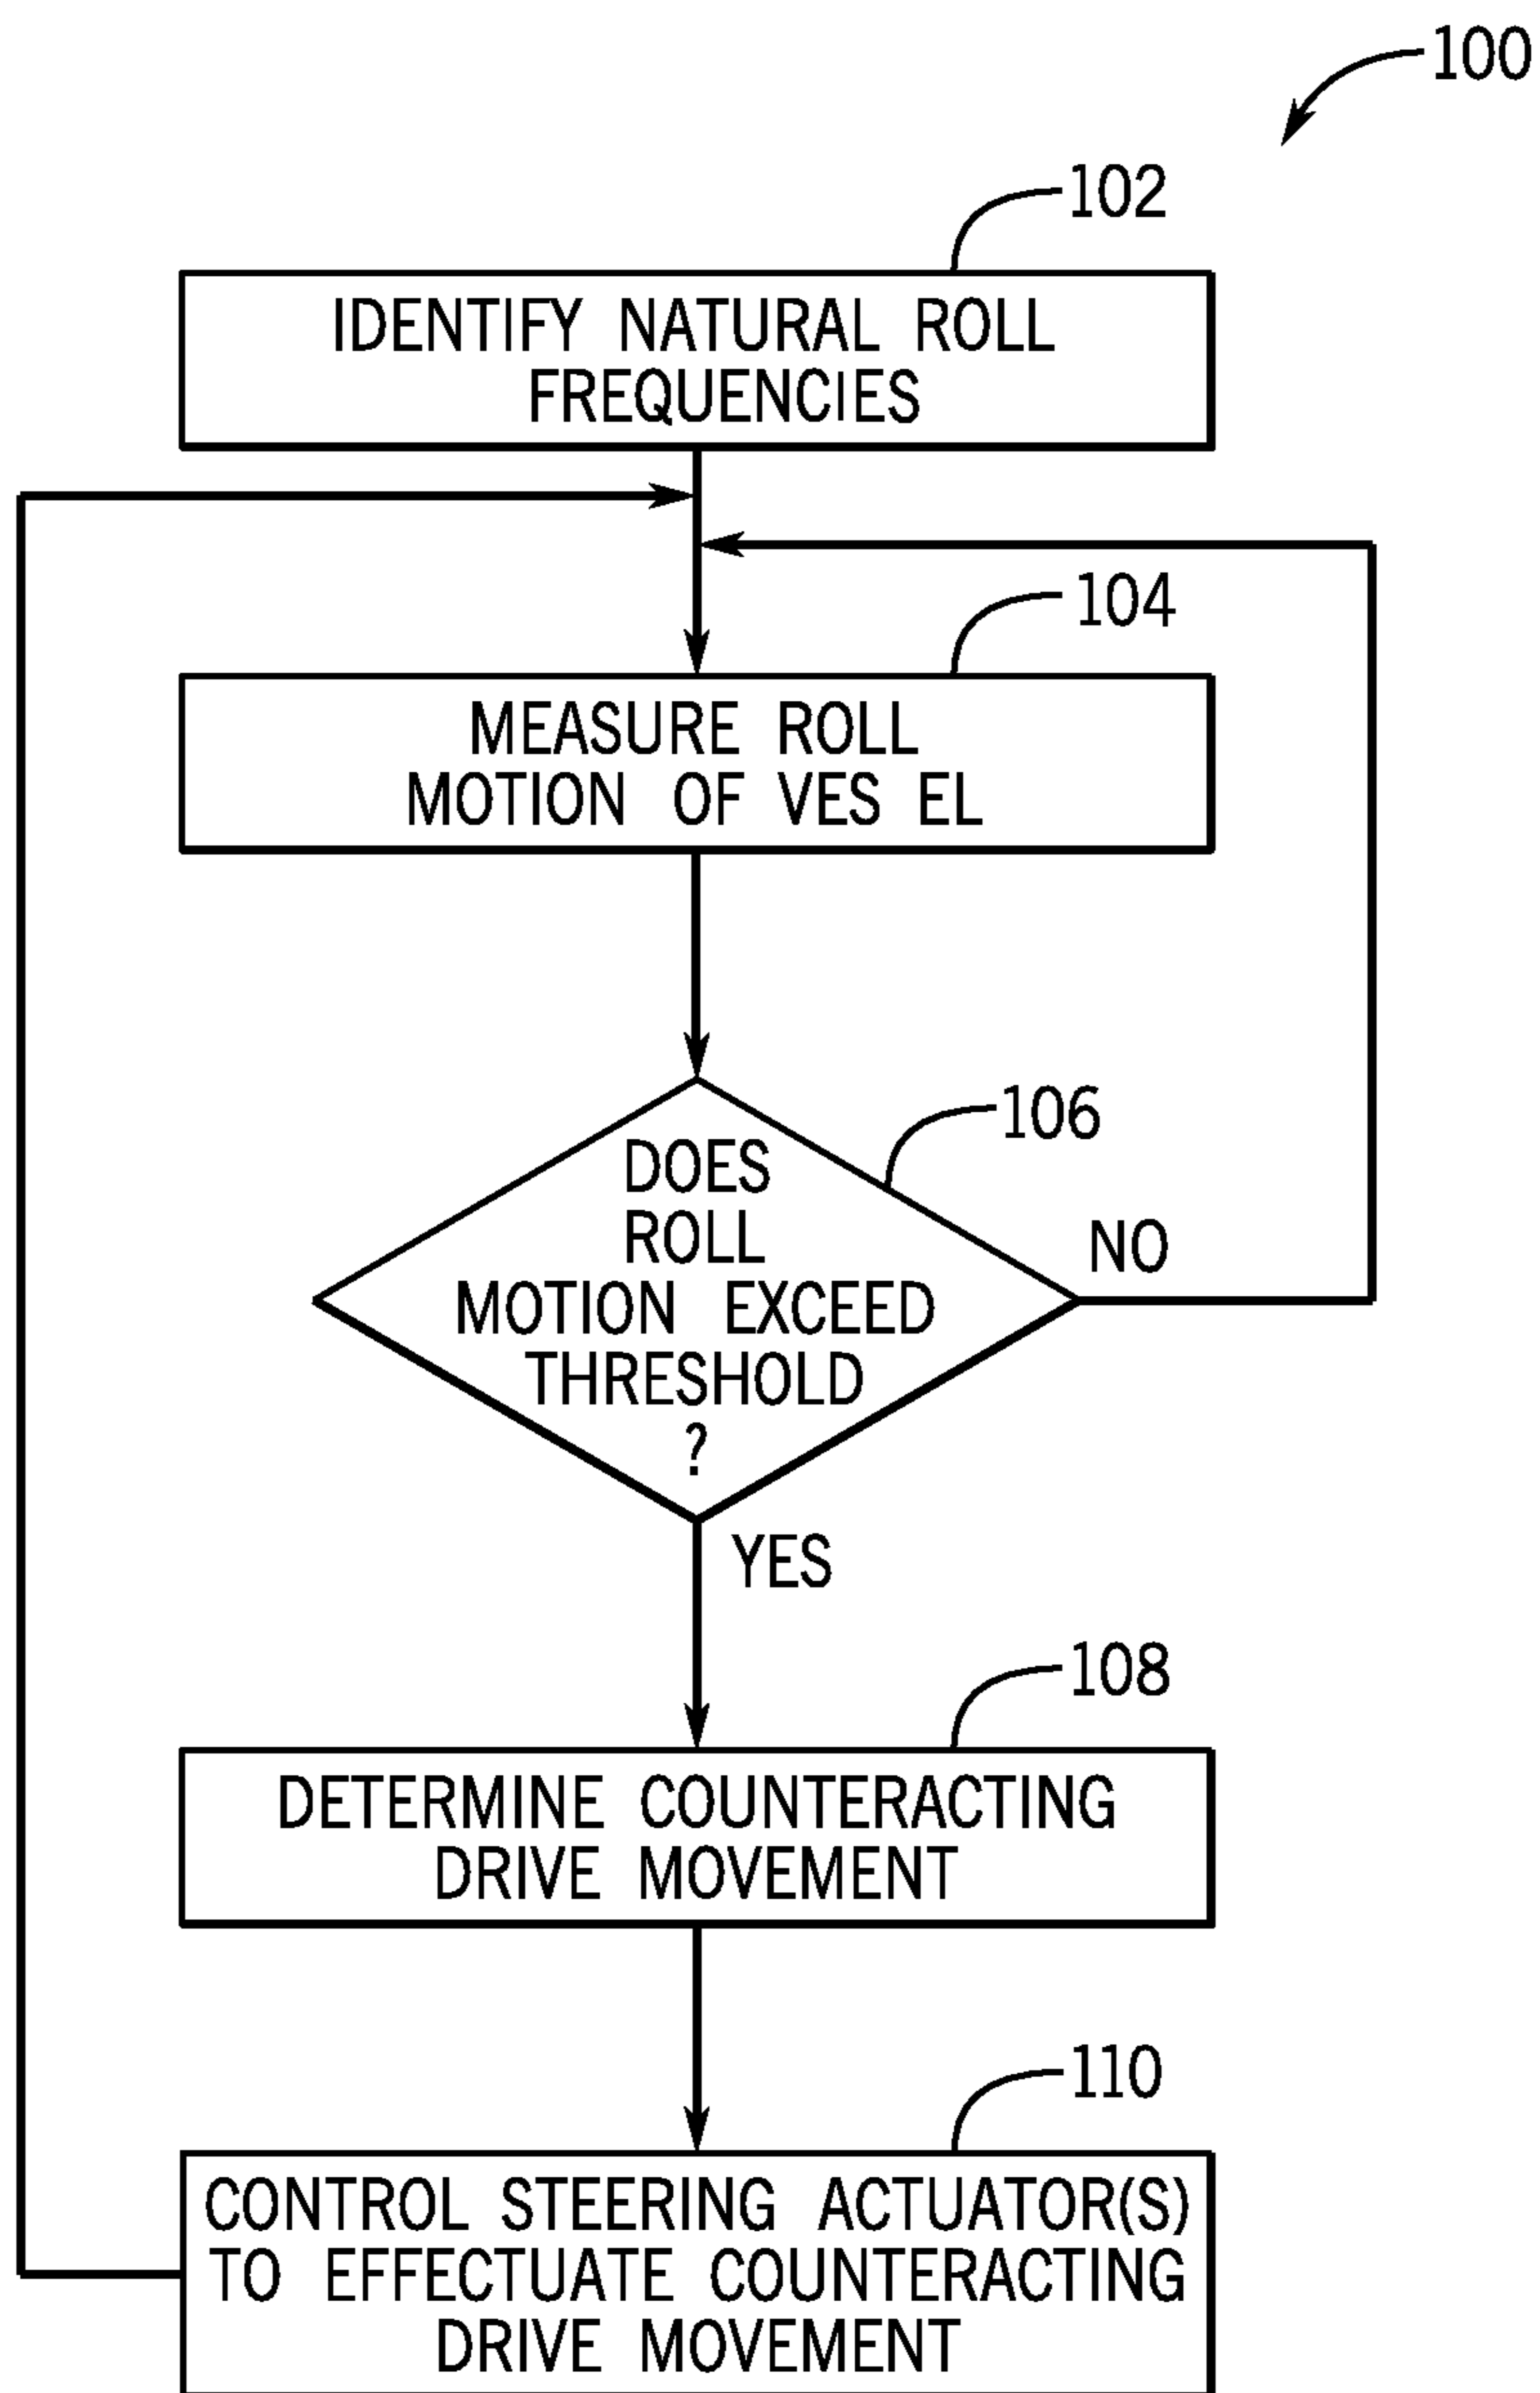 100
102
IDENTIFY NATURAL ROLL
FREQUENCIES
104
MEASURE ROLL
MOTION OF VES EL
106
DOES
ROLL
MOTION EXCEED
THRESHOLD
?
NO
YES
108
DETERMINE COUNTERACTING
DRIVE MOVEMENT
110
CONTROL STEERING ACTUATOR(S)
TO EFFECTUATE COUNTERACTING
DRIVE MOVEMENT